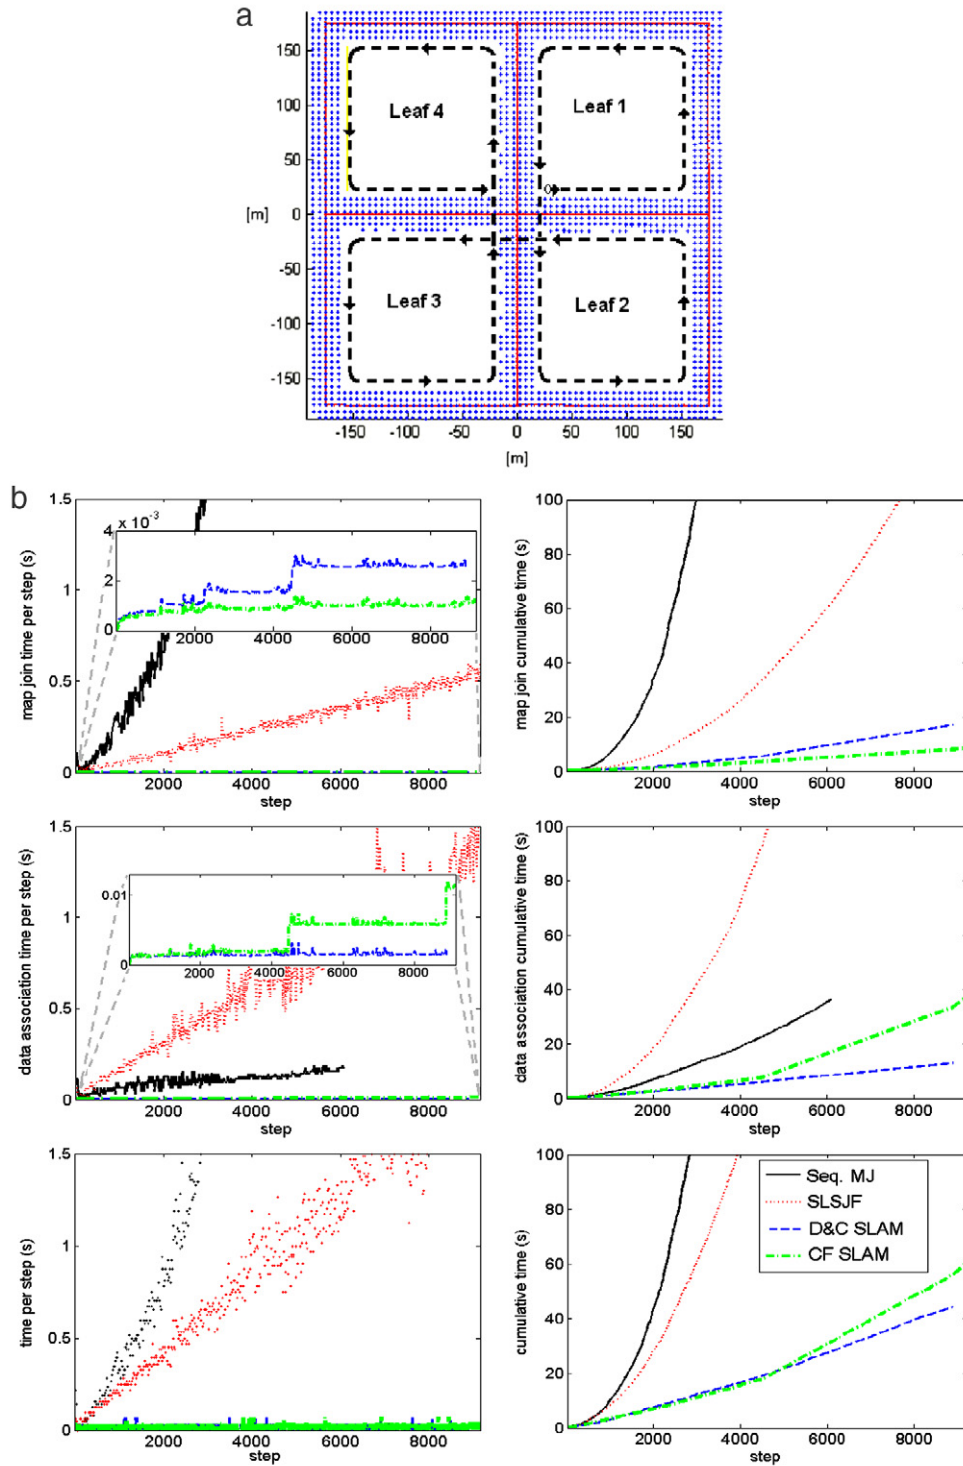 a
150
100
50
0
-50
-100
-150
[m]
Leaf 4
Leaf 1
Leaf 3
Leaf 2
-150 -100 -50 0 50 100 150
[m]
b
map join time per step (s)
1.5
1
0.5
0
4 x 10-3
2
0
2000 4000 6000 8000
2000 4000 6000 8000
step
map join cumulative time (s)
100
80
60
40
20
0
2000 4000 6000 8000
step
data association time per step (s)
1.5
1
0.5
0
0.01
0
2000 4000 6000 8000
2000 4000 6000 8000
step
data association cumulative time (s)
100
80
60
40
20
0
2000 4000 6000 8000
step
time per step (s)
1.5
1
0.5
0
2000 4000 6000 8000
step
cumulative time (s)
100
80
60
40
20
0
Seq. MJ
SLSJF
D&C SLAM
CF SLAM
2000 4000 6000 8000
step